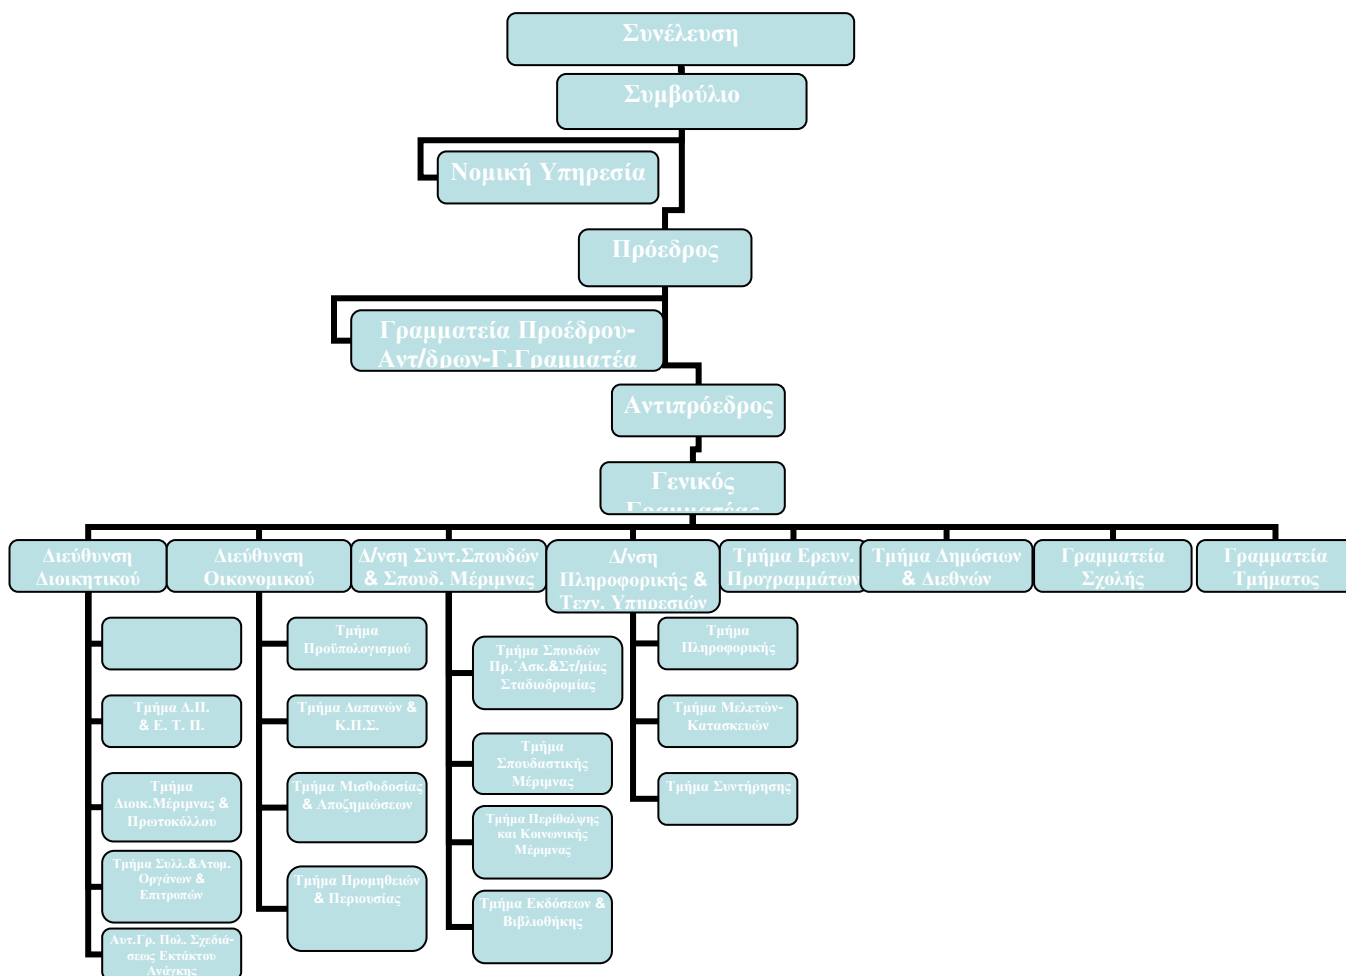 Συνέλευση
Συμβούλιο
Νομική Υπηρεσία
Πρόεδρος
Γραμματεία Προέδρου-
Αντ/δρων-Γ.Γραμματέα
Αντιπρόεδρος
Γενικός
Γραμματέας
Διεύθυνση
Διοικητικού
Διεύθυνση
Οικονομικού
Δ/νση Συντ.Σπουδών
& Σπουδ. Μέριμνας
Δ/νση
Πληροφορικής &
Τεχν. Υπηρεσιών
Τμήμα Ερευν.
Προγραμμάτων
Τμήμα Δημόσιων
& Διεθνών
Γραμματεία
Σχολής
Γραμματεία
Τμήματος
Τμήμα Δ.Π.
& Ε. Τ. Π.
Τμήμα
Διοικ.Μέριμνας &
Πρωτοκόλλου
Τμήμα Συλλ.&Ατομ.
Οργάνων &
Επιτροπών
Αυτ.Γρ. Πολ. Σχεδιά-
σεως Εκτάκτου
Ανάγκης
Τμήμα
Προϋπολογισμού
Τμήμα Δαπανών &
Κ.Π.Σ.
Τμήμα Μισθοδοσίας
& Αποζημιώσεων
Τμήμα Προμηθειών
& Περιουσίας
Τμήμα Σπουδών
Πρ.΄Ασκ.&Στ/μίας
Σταδιοδρομίας
Τμήμα
Σπουδαστικής
Μέριμνας
Τμήμα Περίθαλψης
και Κοινωνικής
Μέριμνας
Τμήμα Εκδόσεων &
Βιβλιοθήκης
Τμήμα
Πληροφορικής
Τμήμα Μελετών-
Κατασκευών
Τμήμα Συντήρησης